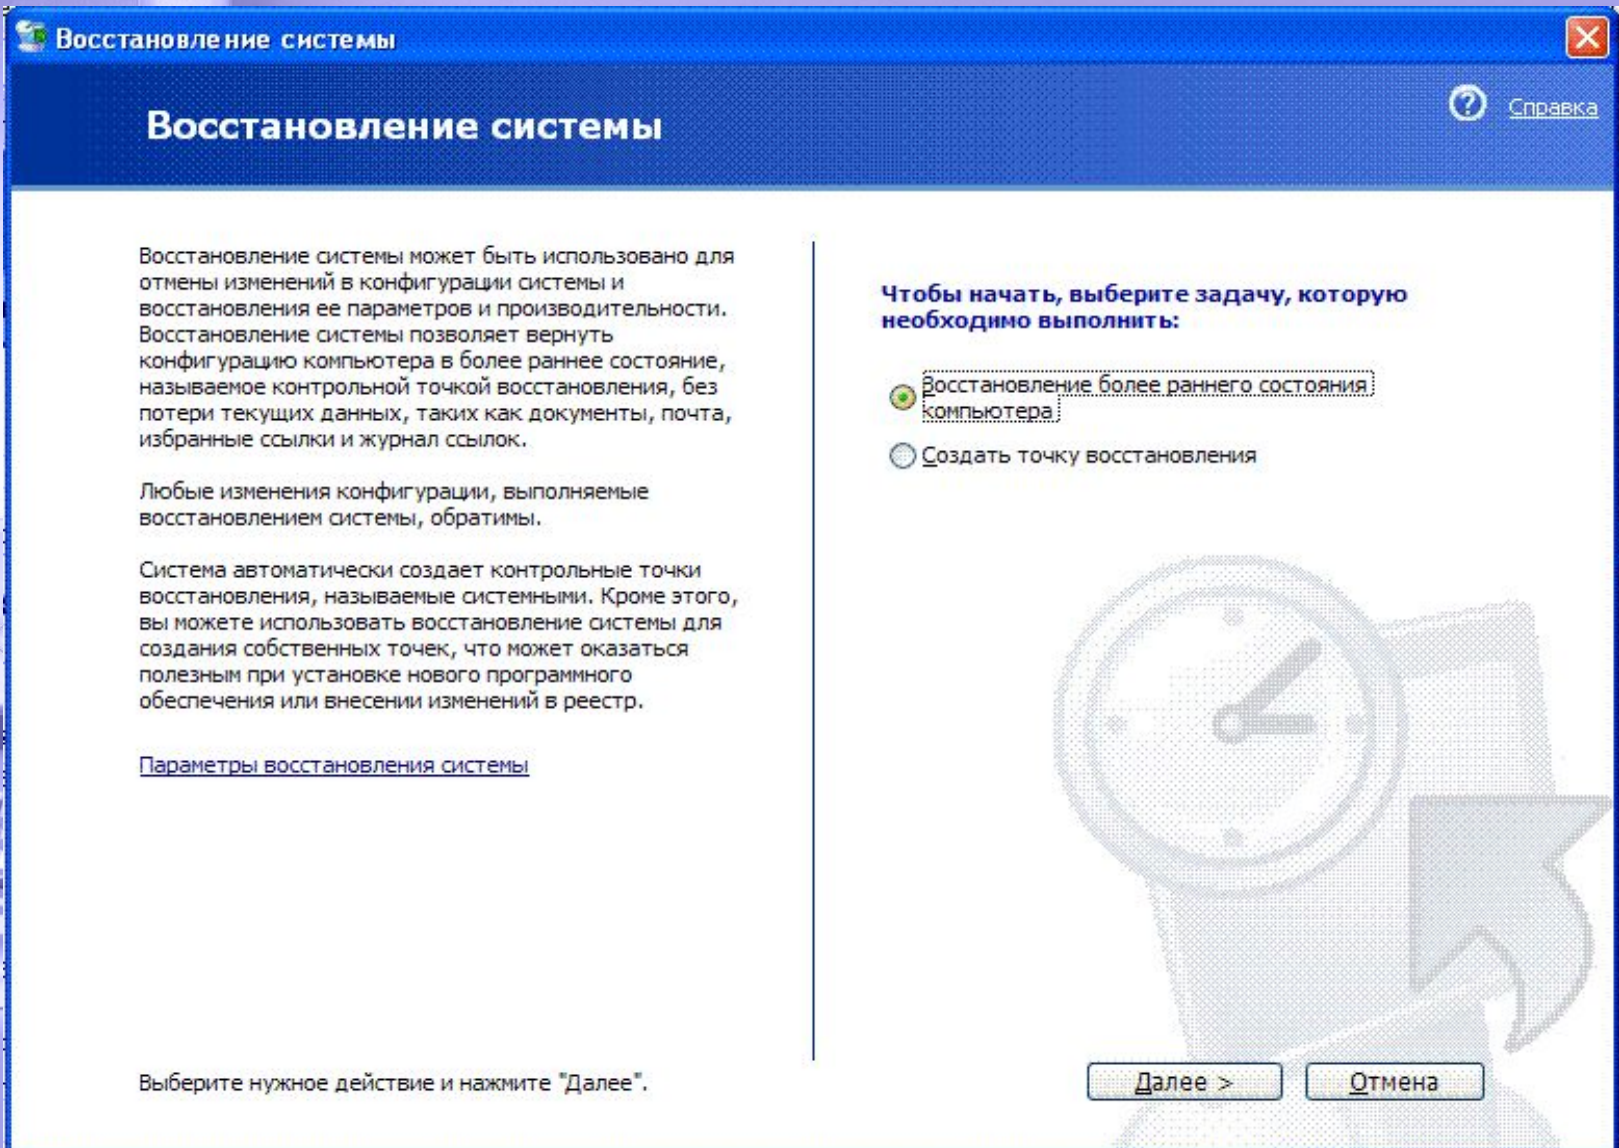 Восстановление системы
Восстановление системы
Справка
Восстановление системы может быть использовано для
отмены изменений в конфигурации системы и
восстановления ее параметров и производительности.
Восстановление системы позволяет вернуть
конфигурацию компьютера в более раннее состояние,
называемое контрольной точкой восстановления, без
потери текущих данных, таких как документы, почта,
избранные ссылки и журнал ссылок.
Любые изменения конфигурации, выполняемые
восстановлением системы, обратимы.
Система автоматически создает контрольные точки
восстановления, называемые системными. Кроме этого,
вы можете использовать восстановление системы для
создания собственных точек, что может оказаться
полезным при установке нового программного
обеспечения или внесении изменений в реестр.
Параметры восстановления системы
Чтобы начать, выберите задачу, которую
необходимо выполнить:
Восстановление более раннего состояния
компьютера
Создать точку восстановления
Выберите нужное действие и нажмите "Далее".
Далее >
Отмена